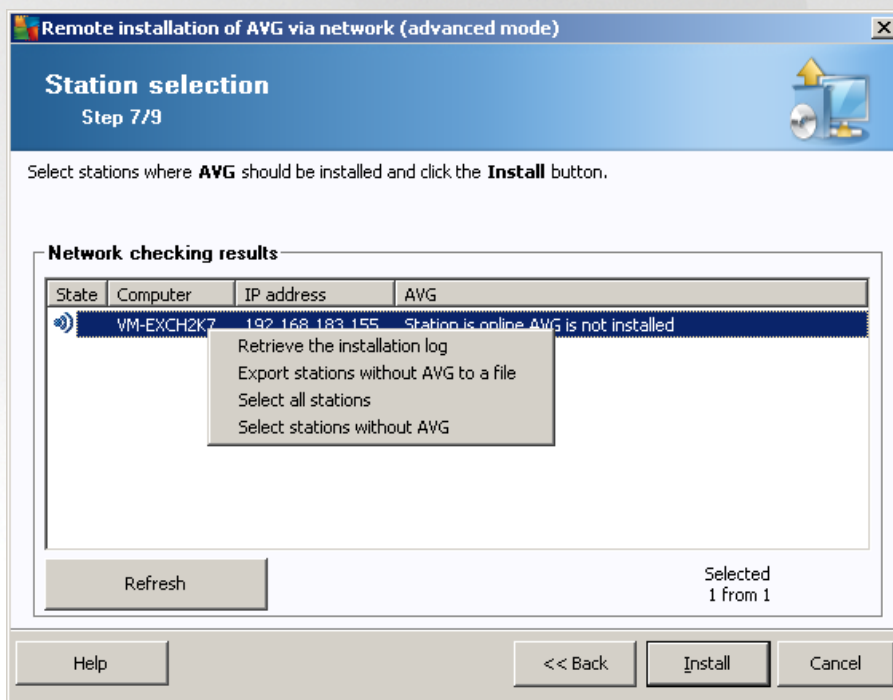 Remote installation of AVG via network (advanced mode)
Station selection
Step 7/9
Select stations where AVG should be installed and click the Install button.
Network checking results
State Computer IP address AVG
VM-EXCH2K7 192.168.183.155 Station is online AVG is not installed
Retrieve the installation log
Export stations without AVG to a file
Select all stations
Select stations without AVG
Refresh
Selected
1 from 1
Help << Back Install Cancel